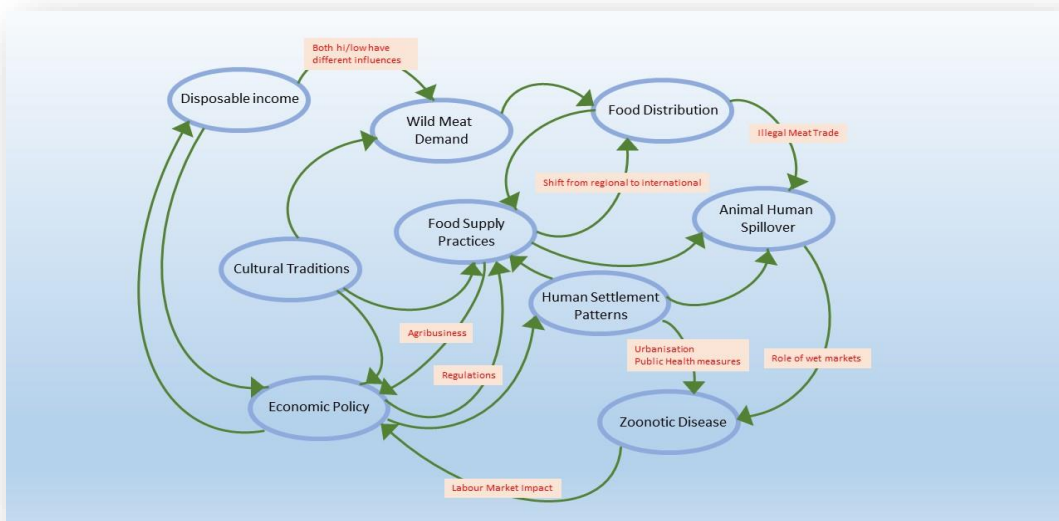 Both hi/low have
different influences
Disposable income
Wild Meat
Demand
Food Distribution
Illegal Meat Trade
Shift from regional to international
Food Supply
Practices
Animal Human
Spillover
Cultural Traditions
Human Settlement
Patterns
Agribusiness
Urbanisation
Public Health measures
Role of wet markets
Regulations
Economic Policy
Zoonotic Disease
Labour Market Impact